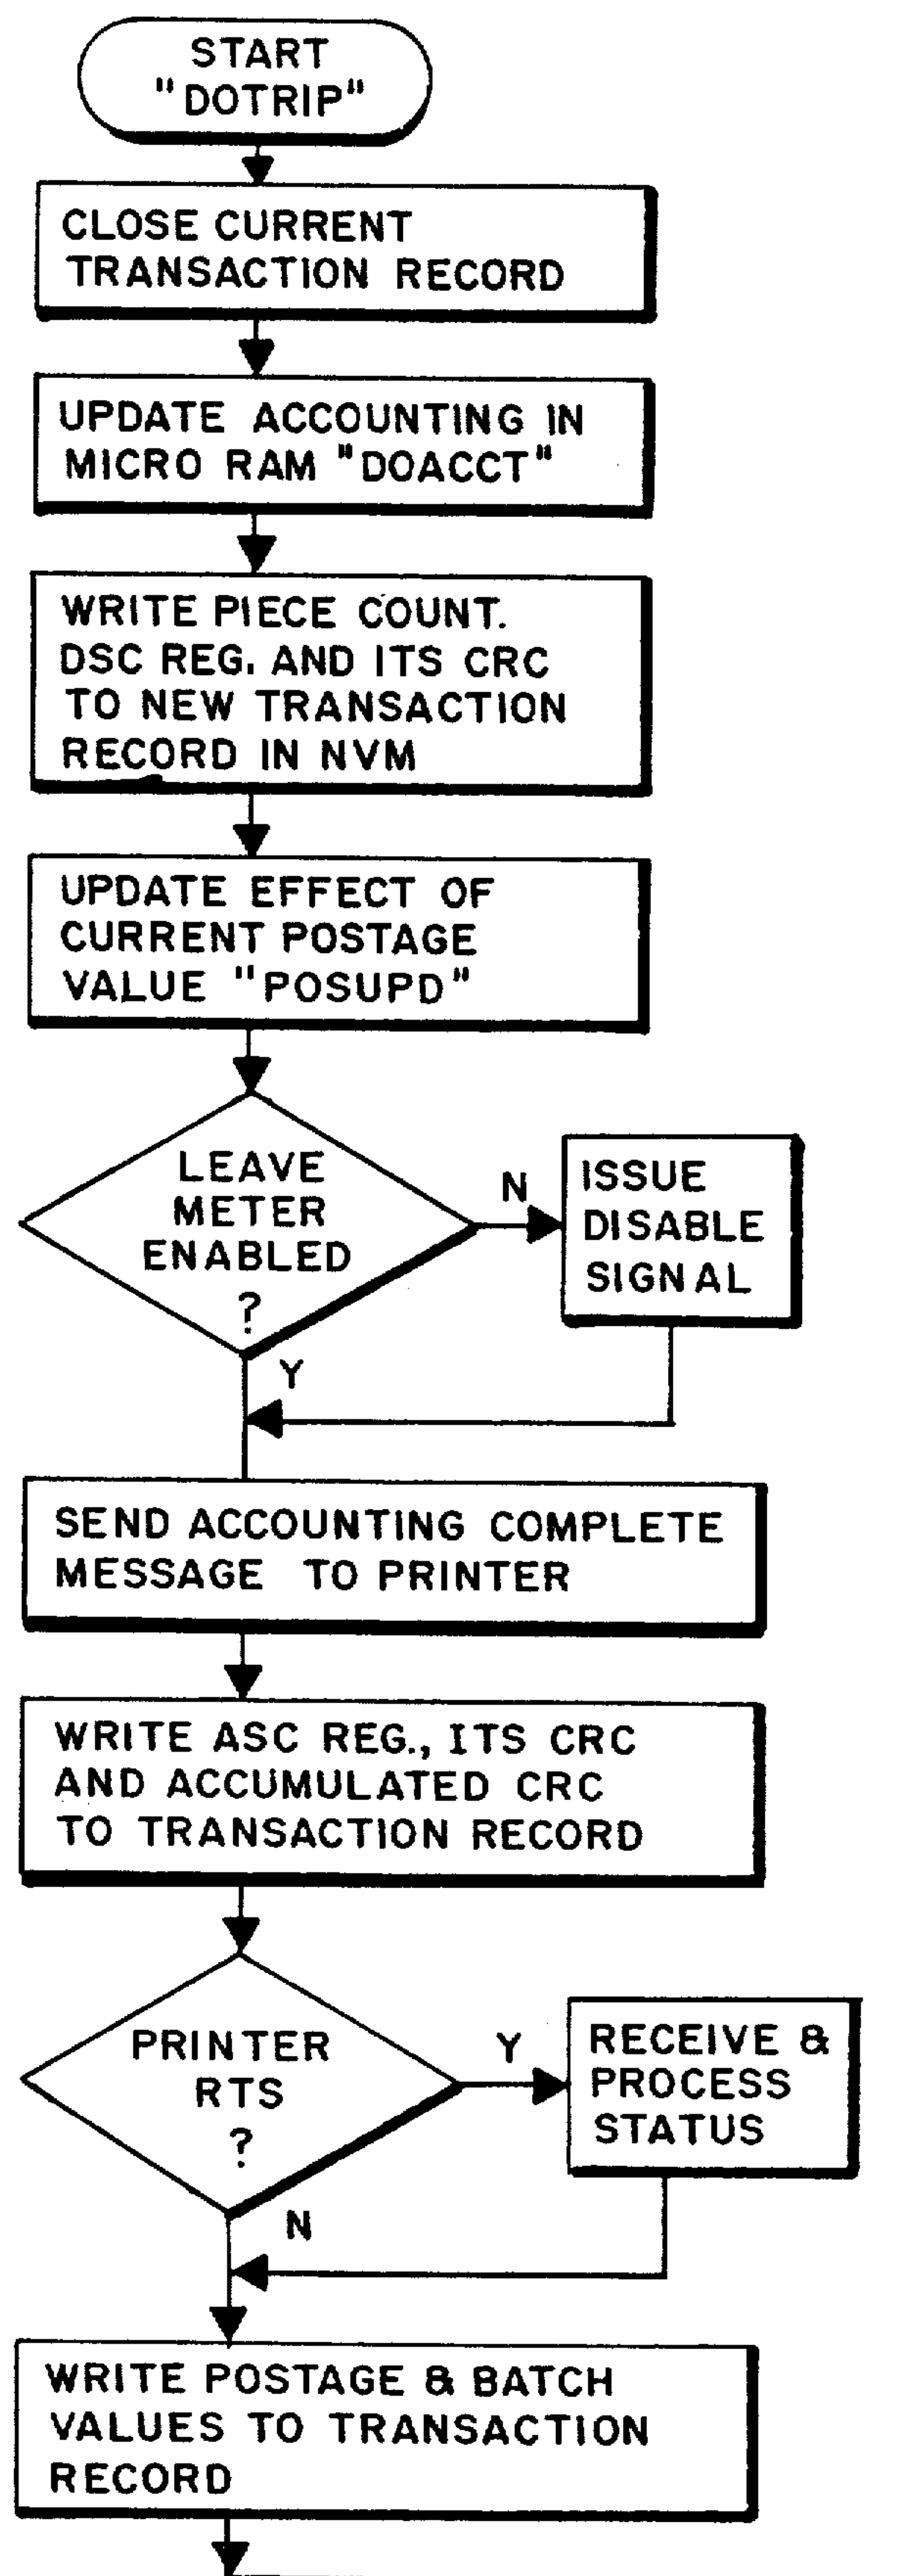 START
"DOTRIP"
CLOSE CURRENT
TRANSACTION RECORD
UPDATE ACCOUNTING IN
MICRO RAM "DOACCT"
WRITE PIECE COUNT.
DSC REG. AND ITS CRC
TO NEW TRANSACTION
RECORD IN NVM
UPDATE EFFECT OF
CURRENT POSTAGE
VALUE "POSUPD"
LEAVE
METER
ENABLED
?
N
ISSUE
DISABLE
SIGNAL
Y
SEND ACCOUNTING COMPLETE
MESSAGE TO PRINTER
WRITE ASC REG., ITS CRC
AND ACCUMULATED CRC
TO TRANSACTION RECORD
PRINTER
RTS
?
Y
RECEIVE &
PROCESS
STATUS
N
WRITE POSTAGE & BATCH
VALUES TO TRANSACTION
RECORD